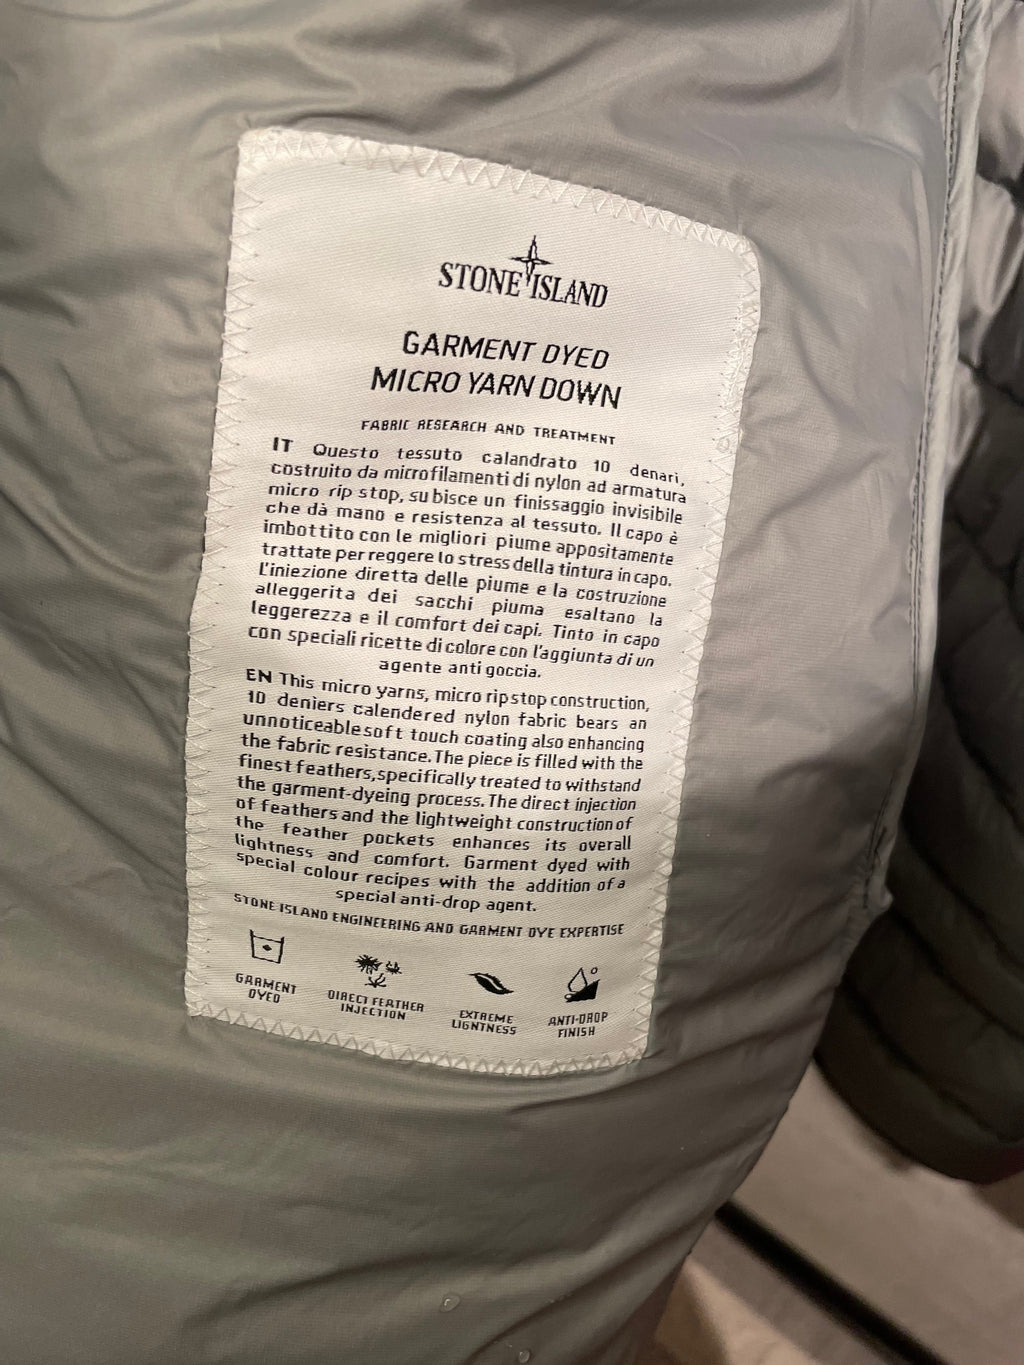 STONE ISLAND
GARMENT DYED
MICRO YARN DOWN
FABRIC RESEARCH AND TREATMENT
IT Questo tessuto calandrato 10 denari,
costruito da microfilamenti di nylon ad armatura
micro rip stop, subisce un finissaggio invisibile
che dà mano e resistenza al tessuto. Il capo è
imbottito con le migliori piume appositamente
trattate per reggere lo stress della tintura in capo.
L'iniezione diretta delle piume e la costruzione
alleggerita dei sacchi piuma esaltano la
leggerezza e il comfort dei capi. Tinto in capo
con speciali ricette di colore con l'aggiunta di un
agente anti goccia.
EN This micro yarns, micro rip stop construction,
10 deniers calendered nylon fabric bears an
unnoticeable soft touch coating also enhancing
the fabric resistance. The piece is filled with the
finest feathers, specifically treated to withstand
the garment-dyeing process. The direct injection
of feathers and the lightweight construction of
the feather pockets enhances its overall
lightness and comfort. Garment dyed with
special colour recipes with the addition of a
special anti-drop agent.
STONE ISLAND ENGINEERING AND GARMENT DYE EXPERTISE
GARMENT
DYED
DIRECT FEATHER
INJECTION
EXTREME
LIGHTNESS
ANTI-DROP
FINISH